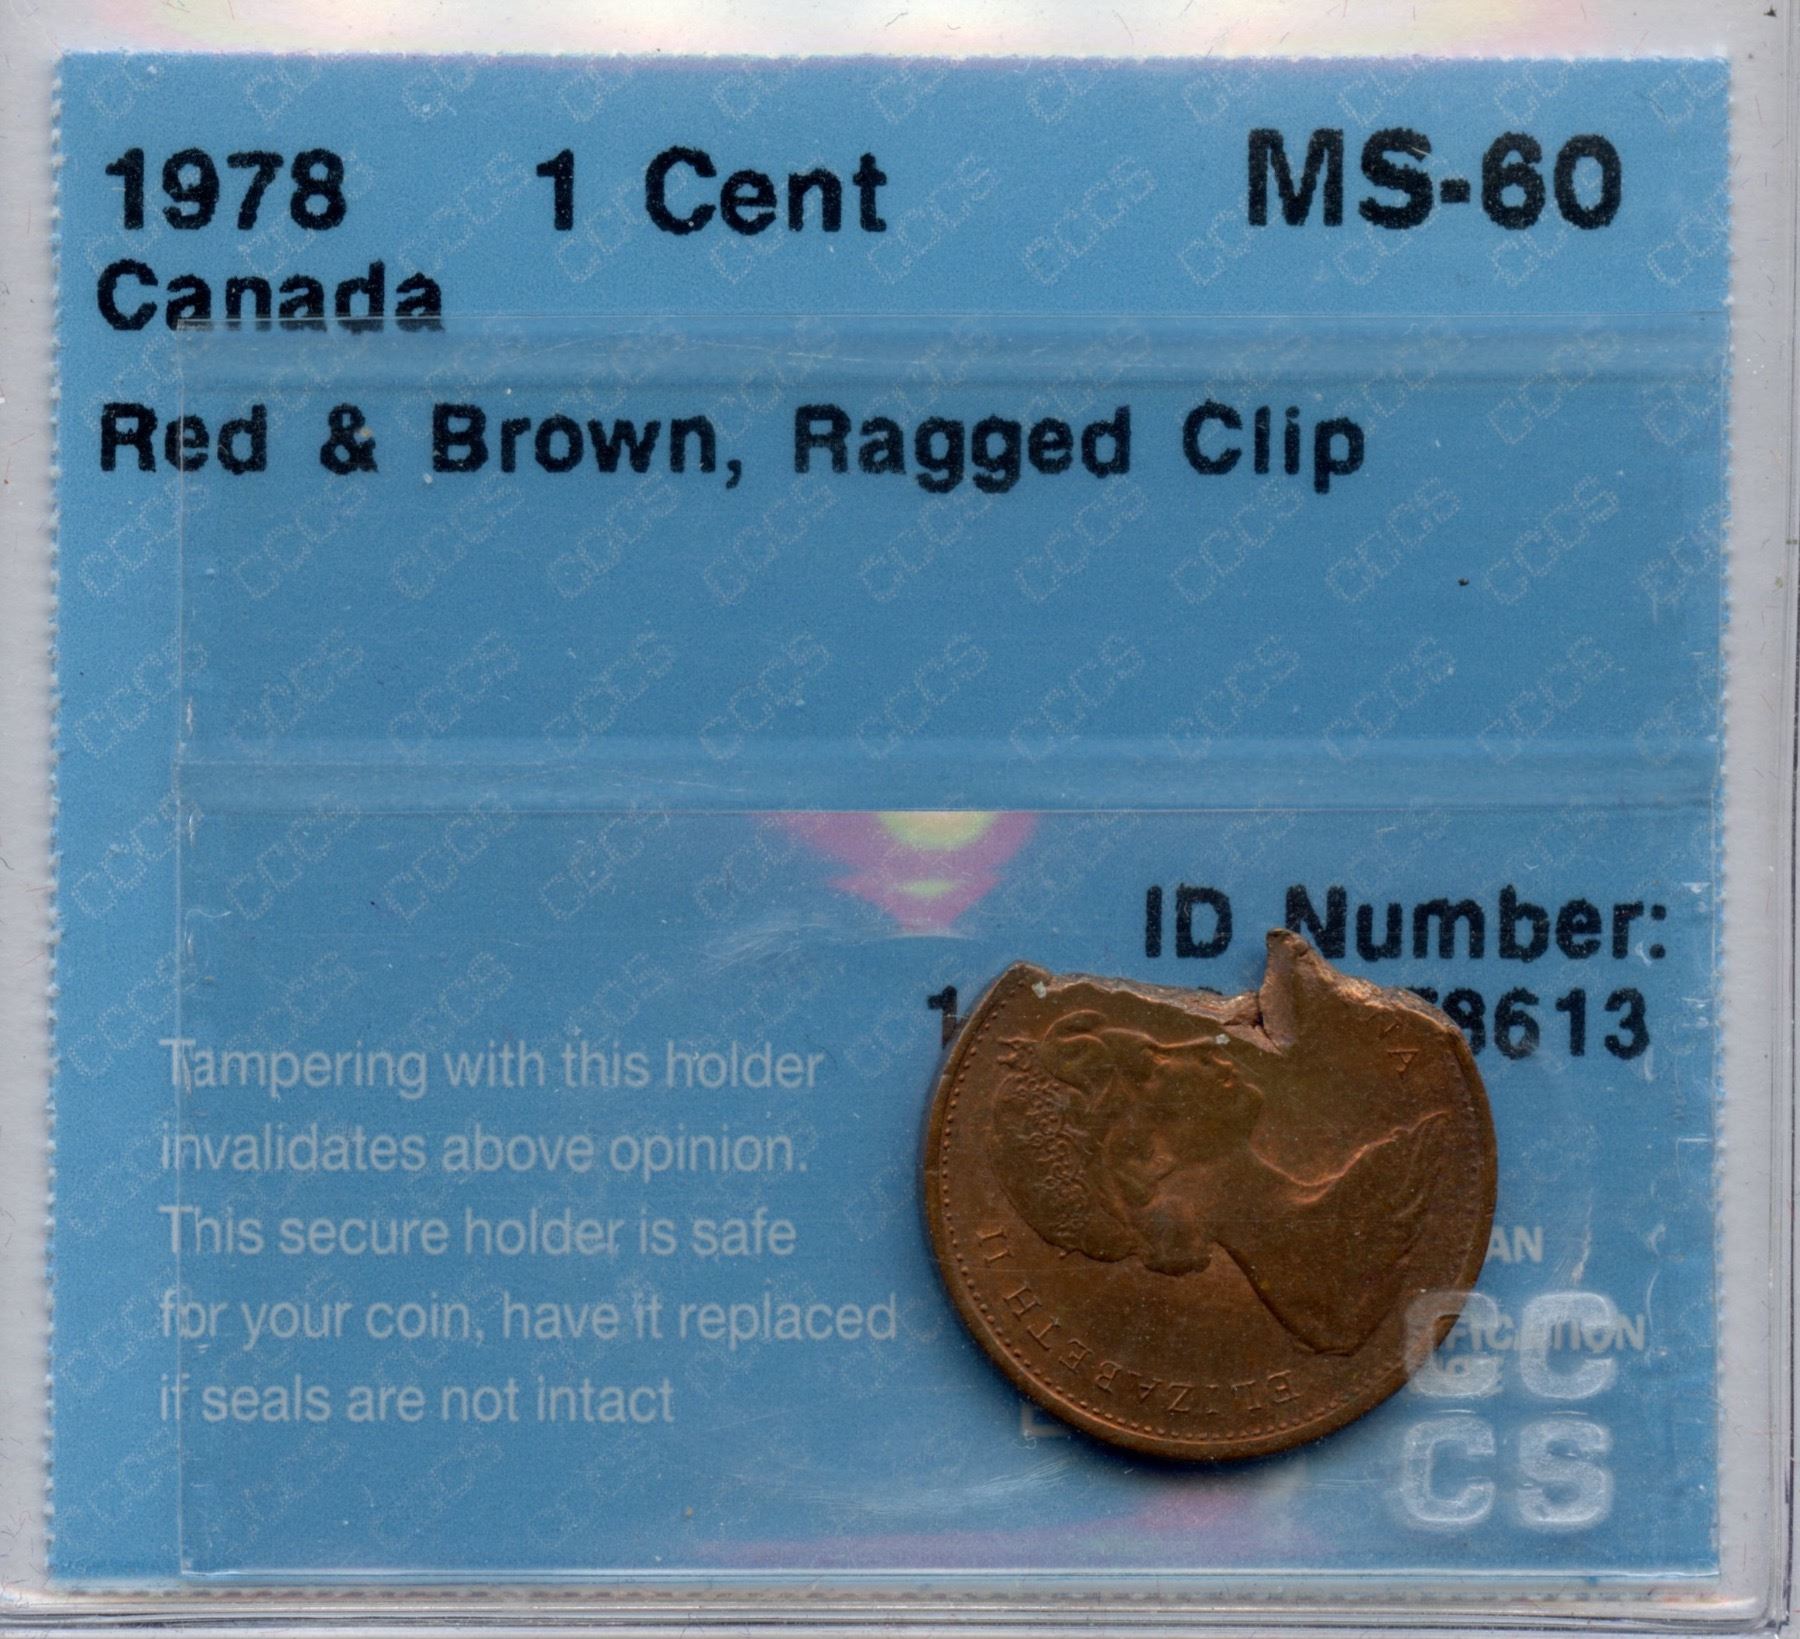 1978 1 Cent MS-60
Canada
Red & Brown, Ragged Clip
ID Number:
8613
Tampering with this holder
invalidates above opinion.
This secure holder is safe
for your coin, have it replaced
if seals are not intact
ELIZABETH II
CC
CS